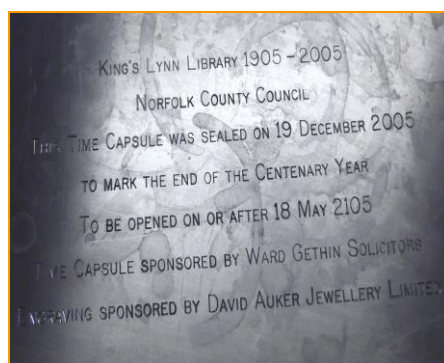 King's Lynn Library 1905 - 2005
Norfolk County Council
This Time Capsule was sealed on 19 December 2005
to mark the end of the Centenary Year
To be opened on or after 18 May 2105
Time Capsule sponsored by Ward Gethin Solicitors
Engraving sponsored by David Auker Jewellery Limited